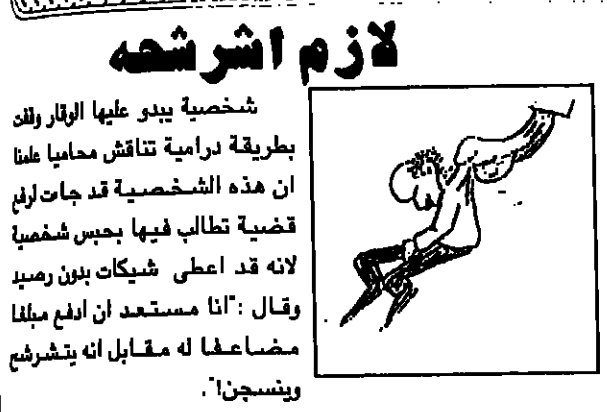 لازم اشرشحه
شخصية يبدو عليها الوقار وقفت
بطريقة درامية تناقش محاميا علمنا
ان هذه الشخصية قد جات لرفع
قضية تطالب فيها بحبس شخصية
لانه قد اعطى شيكات بدون رصيد
وقال :"انا مستعد ان ادفع مبلغا
مضاعفا له مقابل انه يتشرشح
وينسجن!".